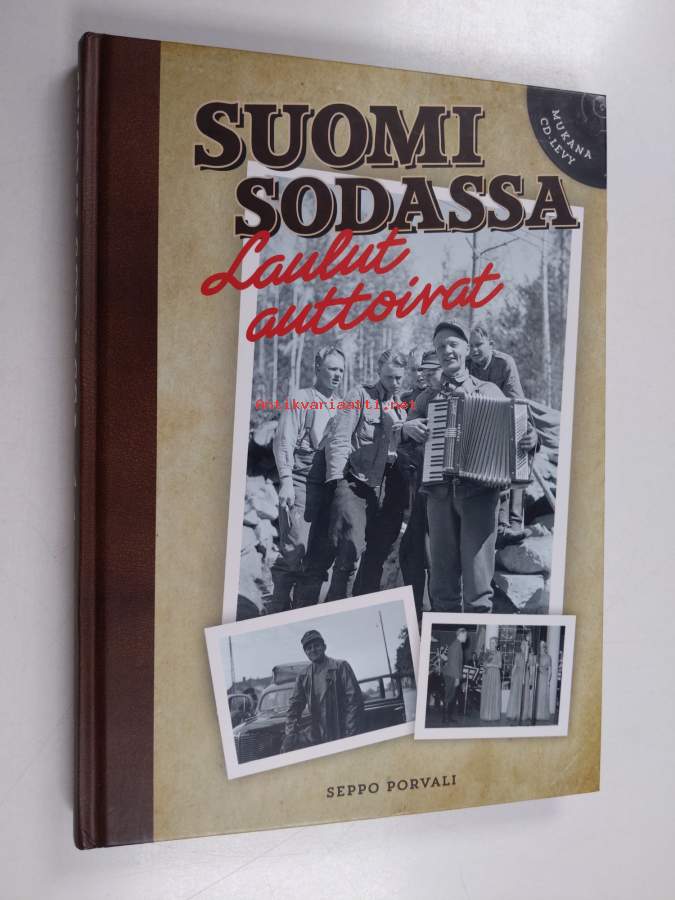 MUKANA
CD-LEVY
SUOMI
SODASSA
Laulut
auttoivat
Antikvariaatti.net
SEPPO PORVALI